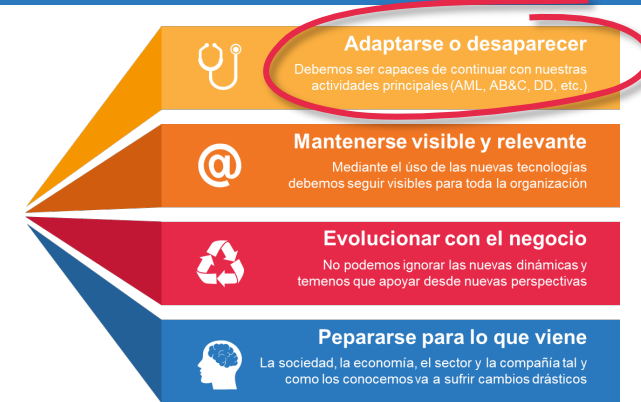 Adaptarse o desaparecer
Debemos ser capaces de continuar con nuestras
actividades principales (AML, AB&C, DD, etc.)
@
Mantenerse visible y relevante
Mediante el úso de las nuevas tecnologías
debemos seguir visibles para toda la organización
Evolucionar con el negocio
No podemos ignorar las nuevas dinámicas y
temenos que apoyar desde nuevas perspectivas
Pepararse para lo que viene
La sociedad, la economía, el sector y la compañía tal y
como los conocemos va a sufrir cambios drásticos